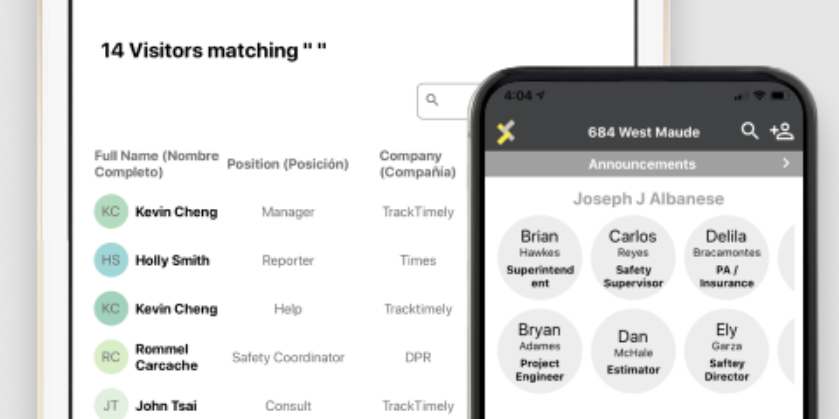 14 Visitors matching " "
Full Name (Nombre Completo)
Position (Posición)
Company (Compañía)
KC Kevin Cheng Manager TrackTimely
HS Holly Smith Reporter Times
KC Kevin Cheng Help Tracktimely
RC Rommel Carcache Safety Coordinator DPR
JT John Tsai Consult TrackTimely
4:04
684 West Maude
Announcements
Joseph J Albanese
Brian
Hawkes
Superintend
ent
Carlos
Reyes
Safety
Supervisor
Delila
Bracamontes
PA /
Insurance
Bryan
Adames
Project
Engineer
Dan
McHale
Estimator
Ely
Garza
Saftey
Director